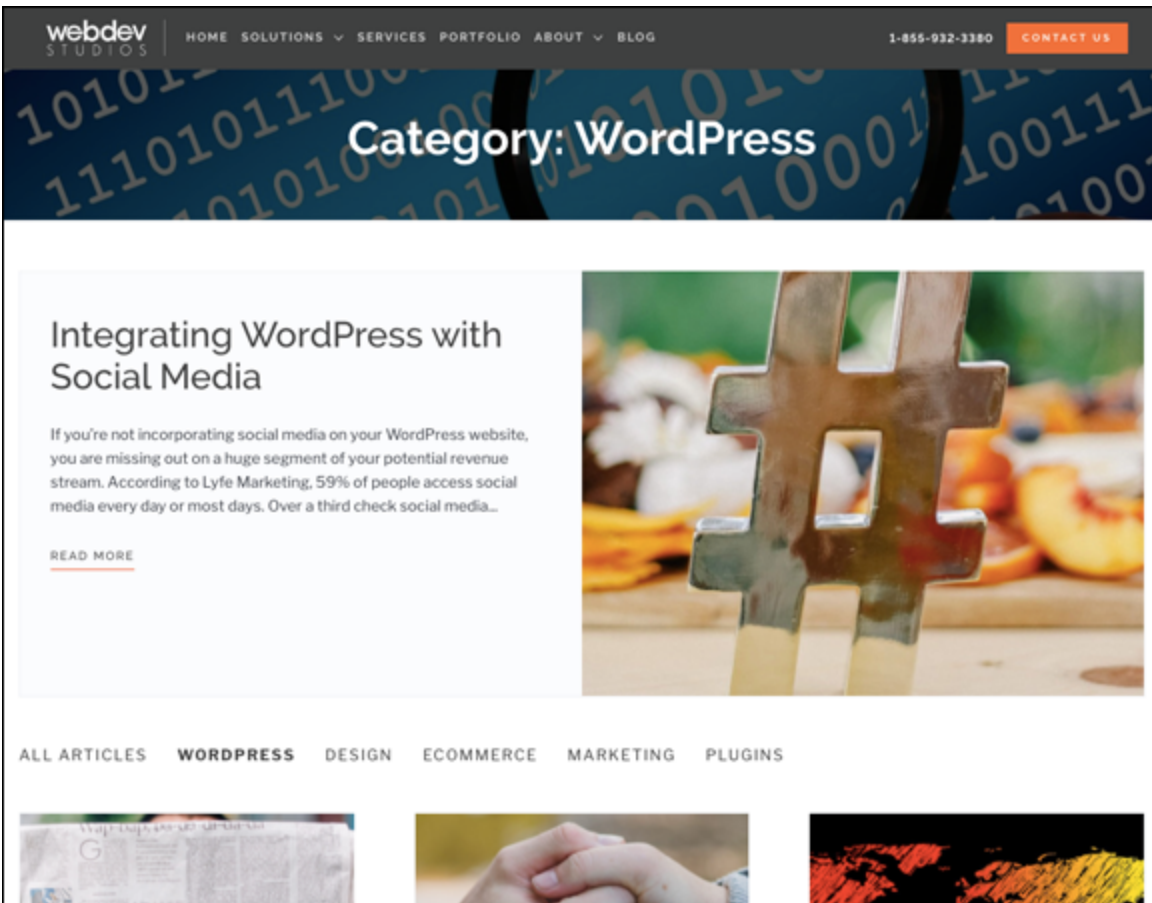 webdev
STUDIOS
HOME SOLUTIONS SERVICES PORTFOLIO ABOUT BLOG
1-855-932-3380
CONTACT US
Category: WordPress
Integrating WordPress with
Social Media
If you're not incorporating social media on your WordPress website,
you are missing out on a huge segment of your potential revenue
stream. According to Lyfe Marketing, 59% of people access social
media every day or most days. Over a third check social media...
READ MORE
ALL ARTICLES WORDPRESS DESIGN ECOMMERCE MARKETING PLUGINS